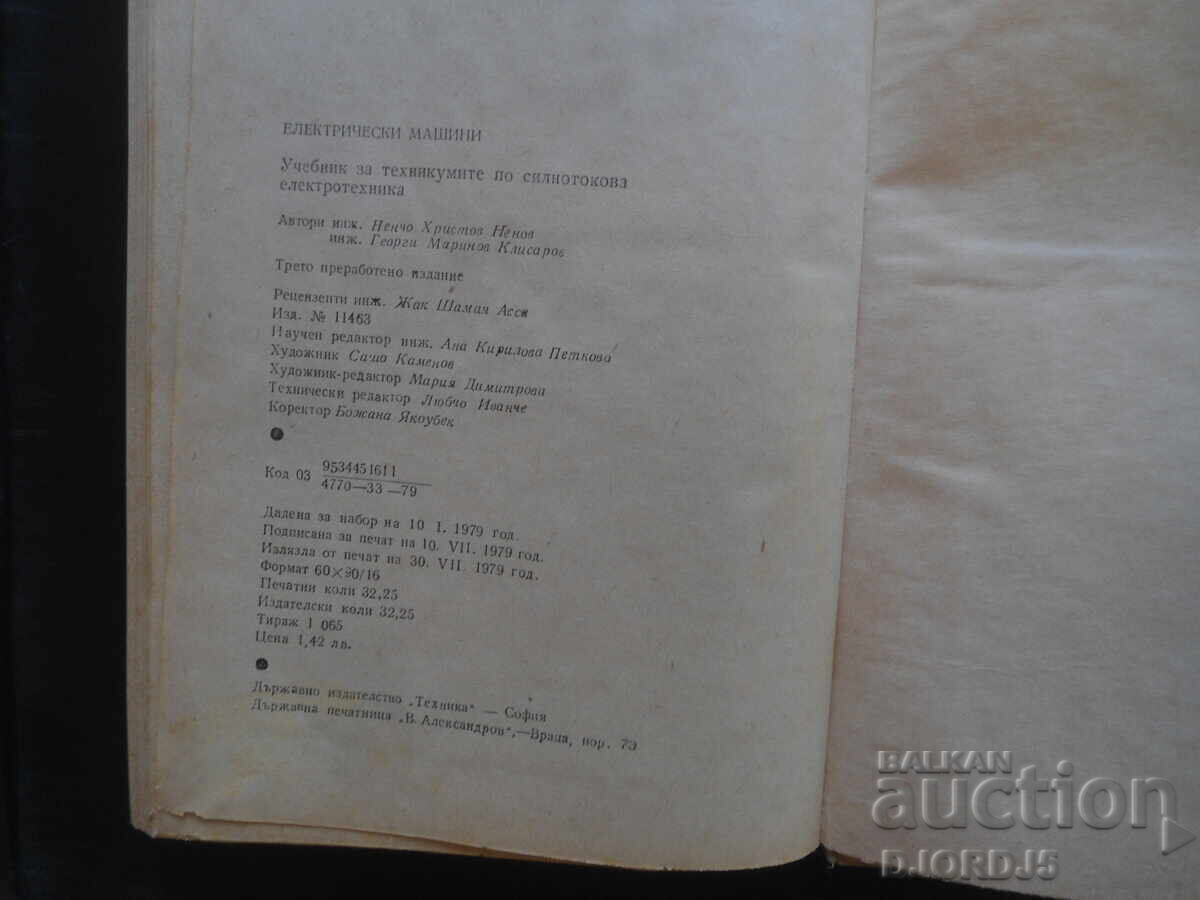 ЕЛЕКТРИЧЕСКИ МАШИНИ
Учебник за техникумите по силнотокова
електротехника
Автори инж. Ненчо Христов Ненов
инж. Георги Маринов Клисаров
Трето преработено издание
Рецензенти инж. Жак Шамая Асся
Изд. № 11463
Научен редактор инж. Ана Кирилова Петкова
Художник Сашо Каменов
Художник-редактор Мария Димитрова
Технически редактор Любчо Иванче
Коректор Божана Якоубек
Код 03 9534451611
4770—33—79
Дадена за набор на 10 I. 1979 год.
Подписана за печат на 10. VII. 1979 год.
Излязла от печат на 30. VII. 1979 год.
Формат 60×90/16
Печатни коли 32,25
Издателски коли 32,25
Тираж 1 065
Цена 1,42 лв.
Държавно издателство „Техника“ — София
Държавна печатница „В. Александров“,—Враца, пор.
BALKAN
auction
D.JORDJ5